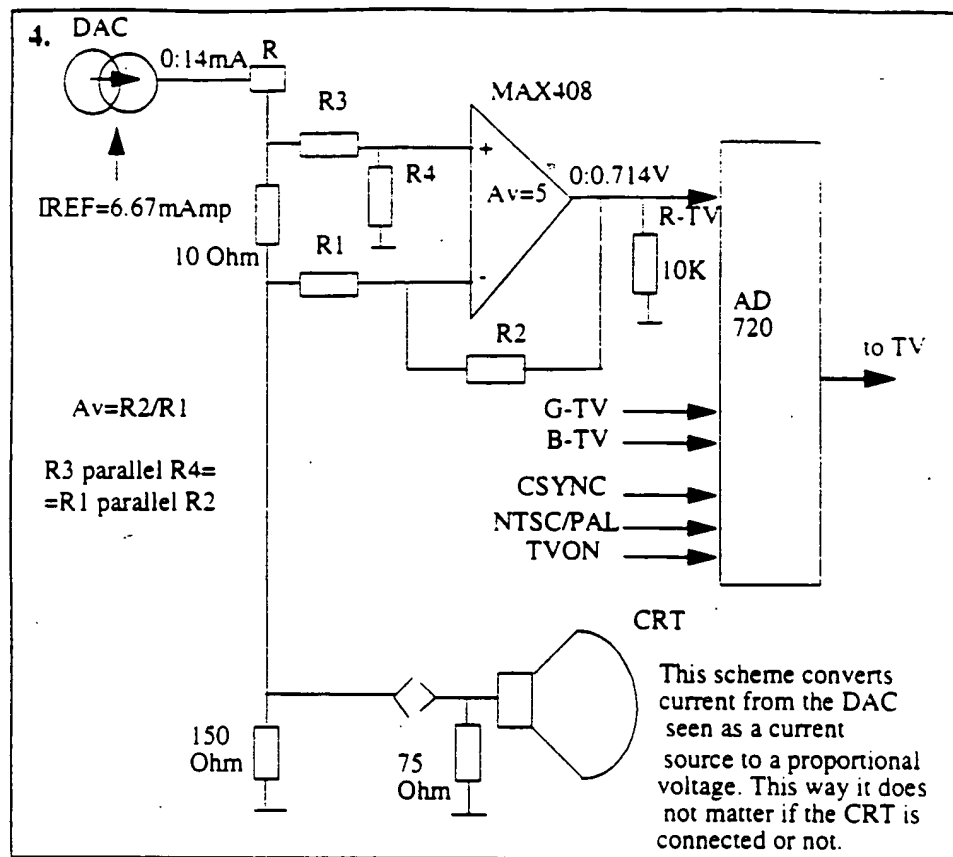 4. DAC
0:14mA
R
R3
MAX408
R4
+
Av=5
0:0.714V
IREF=6.67mAmp
R-TV
10 Ohm
R1
-
10K
AD
720
R2
to TV
Av=R2/R1
G-TV
B-TV
R3 parallel R4=
=R1 parallel R2
CSYNC
NTSC/PAL
TVON
CRT
This scheme converts
current from the DAC
seen as a current
source to a proportional
voltage. This way it does
not matter if the CRT is
connected or not.
150
Ohm
75
Ohm